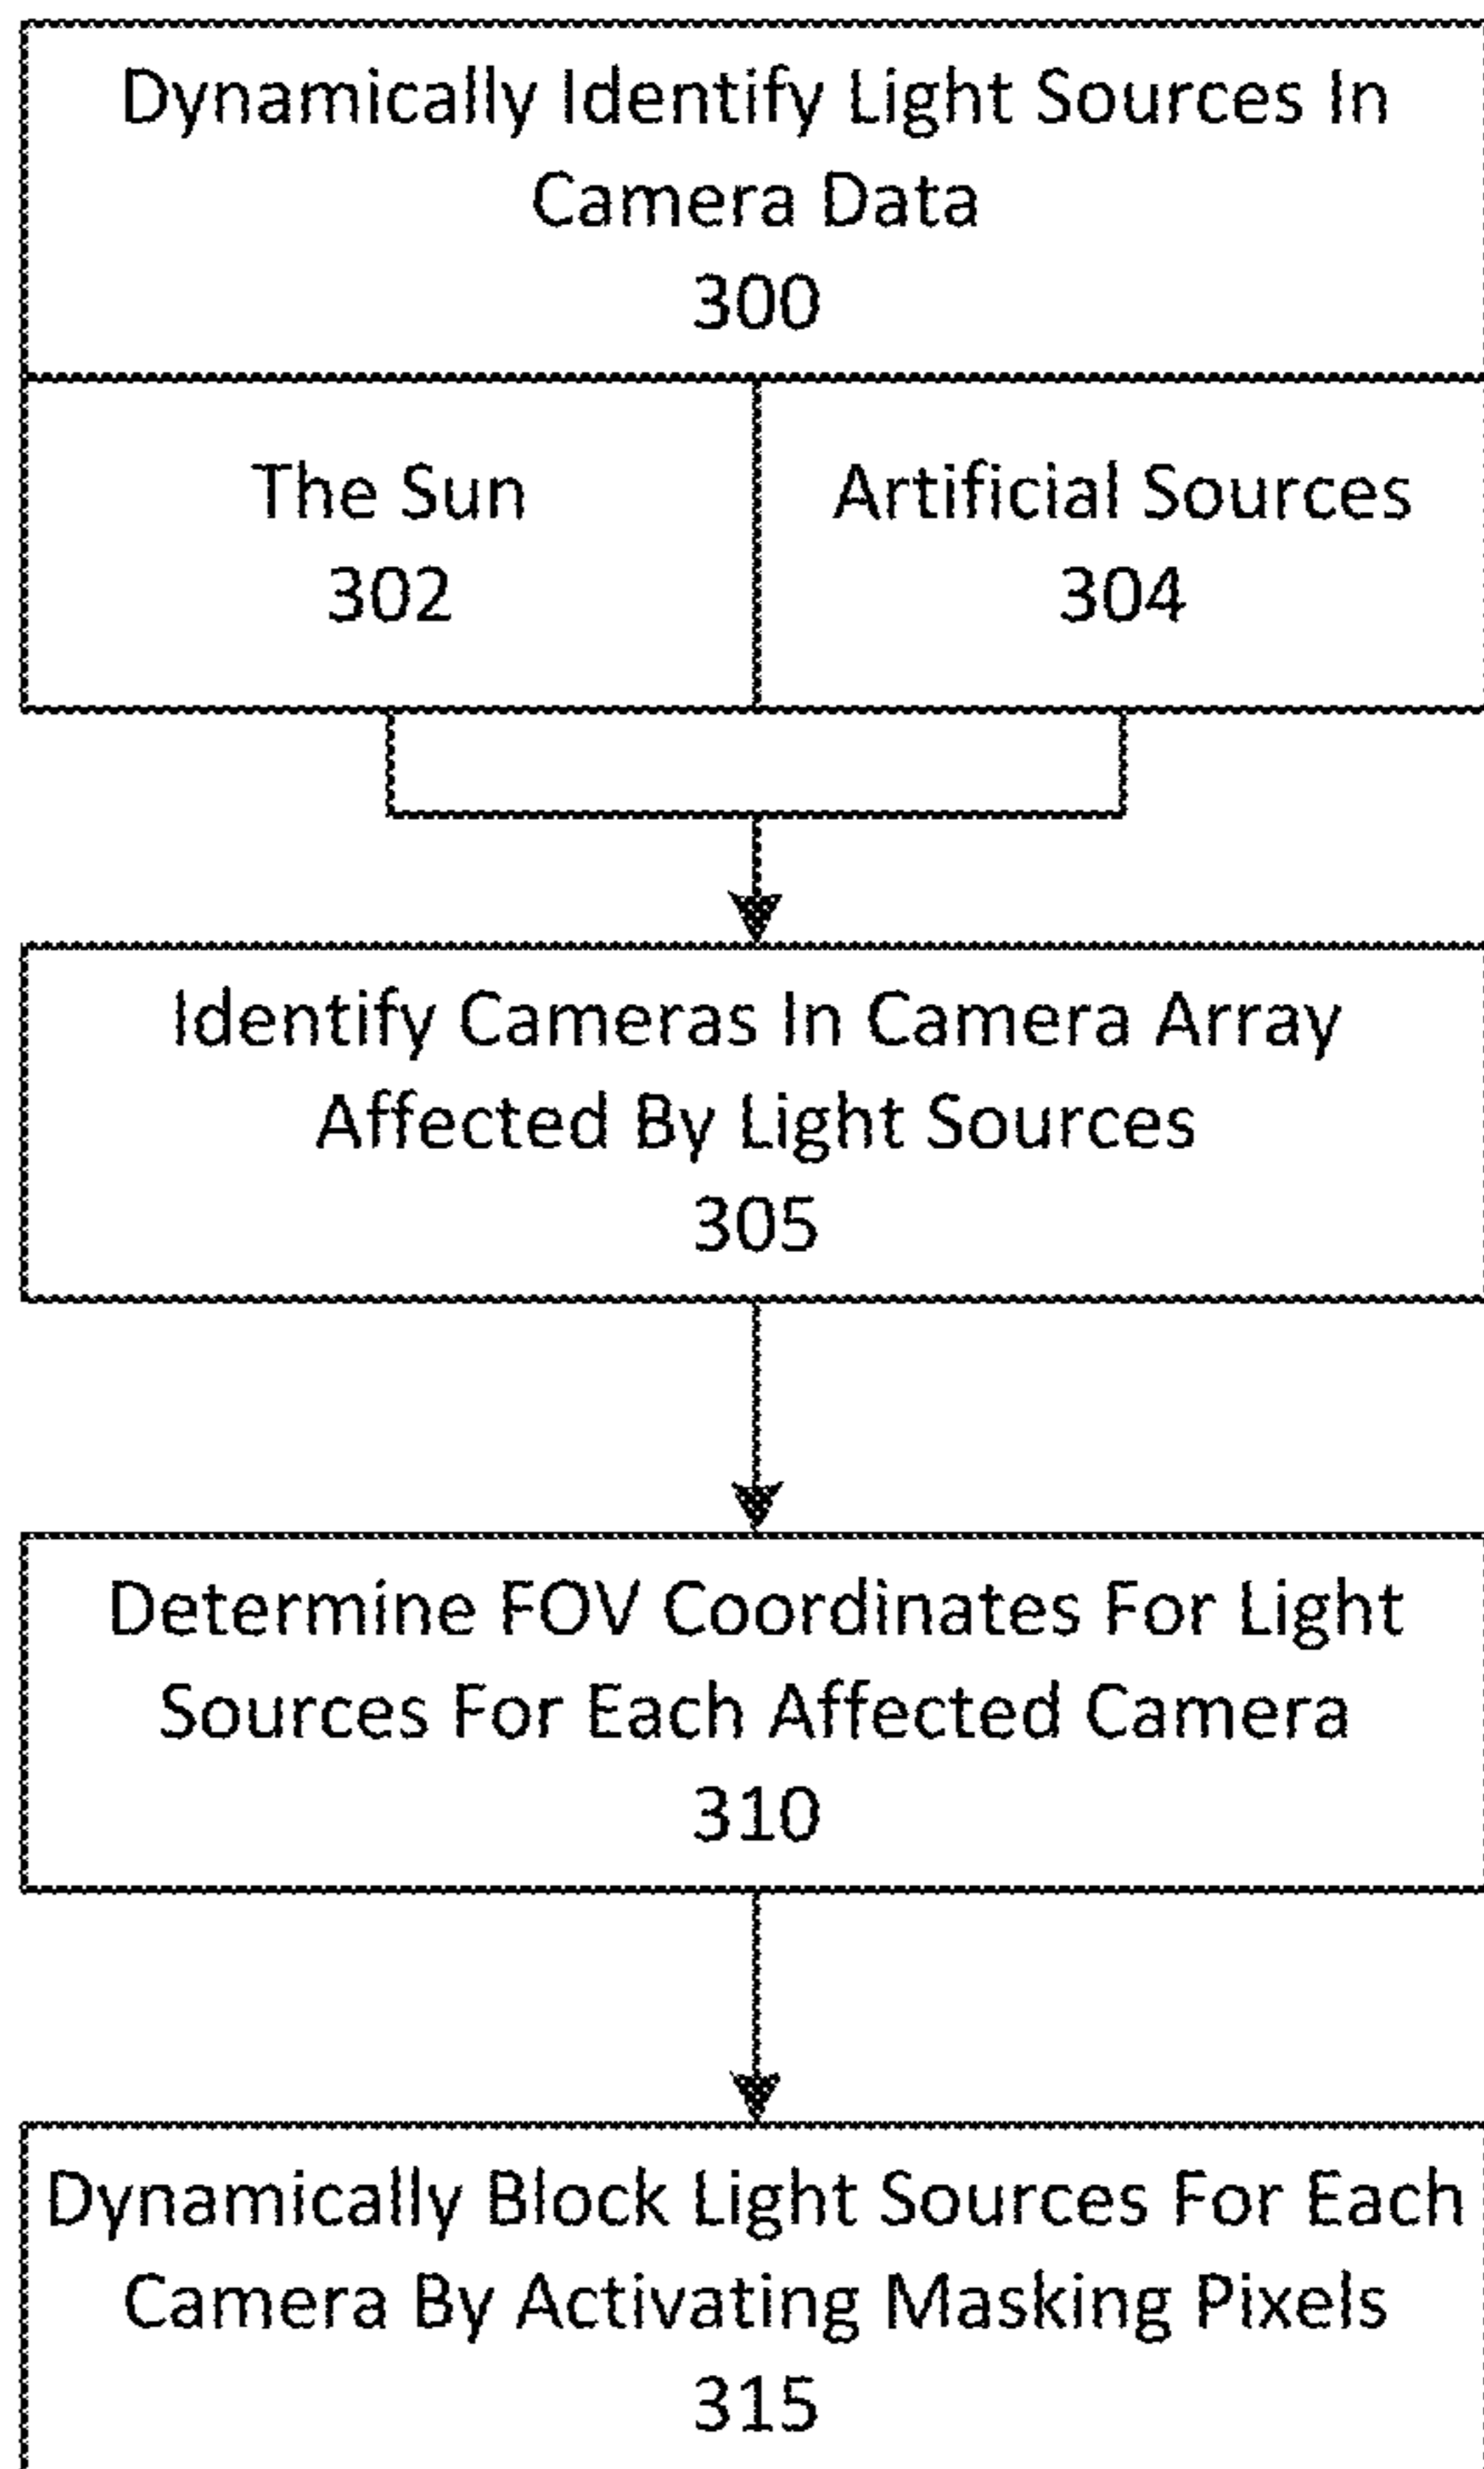 Dynamically Identify Light Sources In
Camera Data
300
The Sun
302
Artificial Sources
304
Identify Cameras In Camera Array
Affected By Light Sources
305
Determine FOV Coordinates For Light
Sources For Each Affected Camera
310
Dynamically Block Light Sources For Each
Camera By Activating Masking Pixels
315